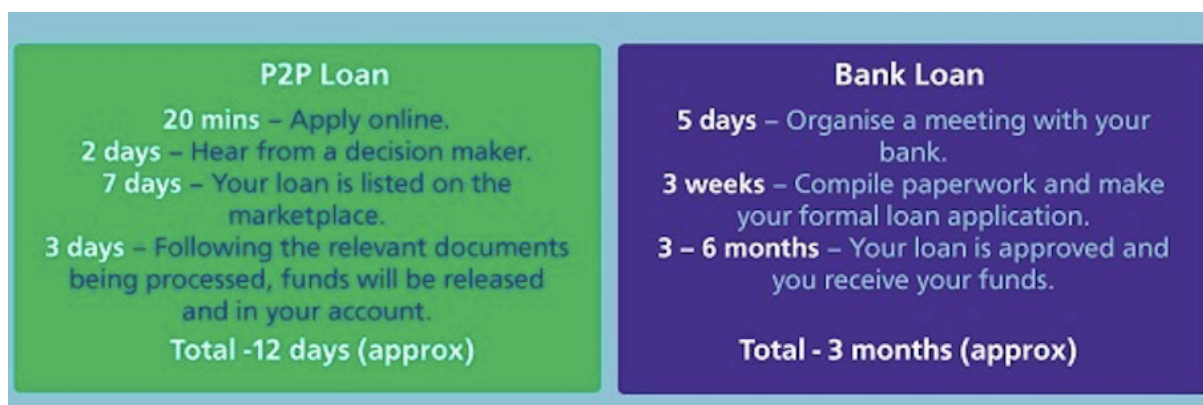 P2P Loan
20 mins – Apply online.
2 days – Hear from a decision maker.
7 days – Your loan is listed on the
marketplace.
3 days – Following the relevant documents
being processed, funds will be released
and in your account.
Total -12 days (approx)
Bank Loan
5 days – Organise a meeting with your
bank.
3 weeks – Compile paperwork and make
your formal loan application.
3 – 6 months – Your loan is approved and
you receive your funds.
Total - 3 months (approx)